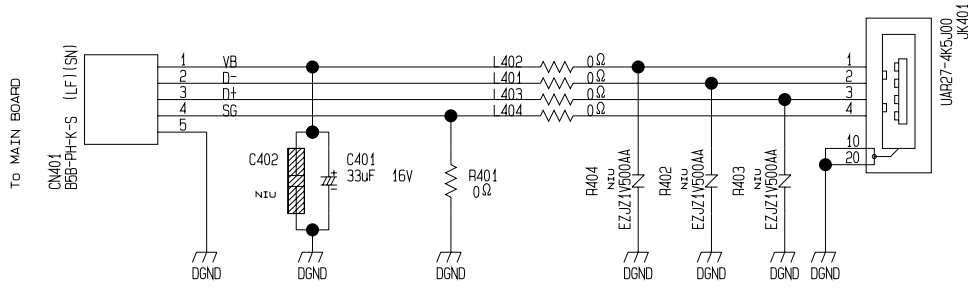 To MAIN BOARD
CN401
B5B-PH-K-S (LF)(SN)
1 VB
2 D-
3 D+
4 SG
5
L402 0Ω
L401 0Ω
L403 0Ω
L404 0Ω
1
2
3
4
10
20
UAR27-4K5J00
JK401
C402
NIU
C401
33uF 16V
R401
0Ω
R404
NIU
EZJZ1V500AA
R402
NIU
EZJZ1V500AA
R403
NIU
EZJZ1V500AA
DGND
DGND
DGND
DGND
DGND
DGND
DGND